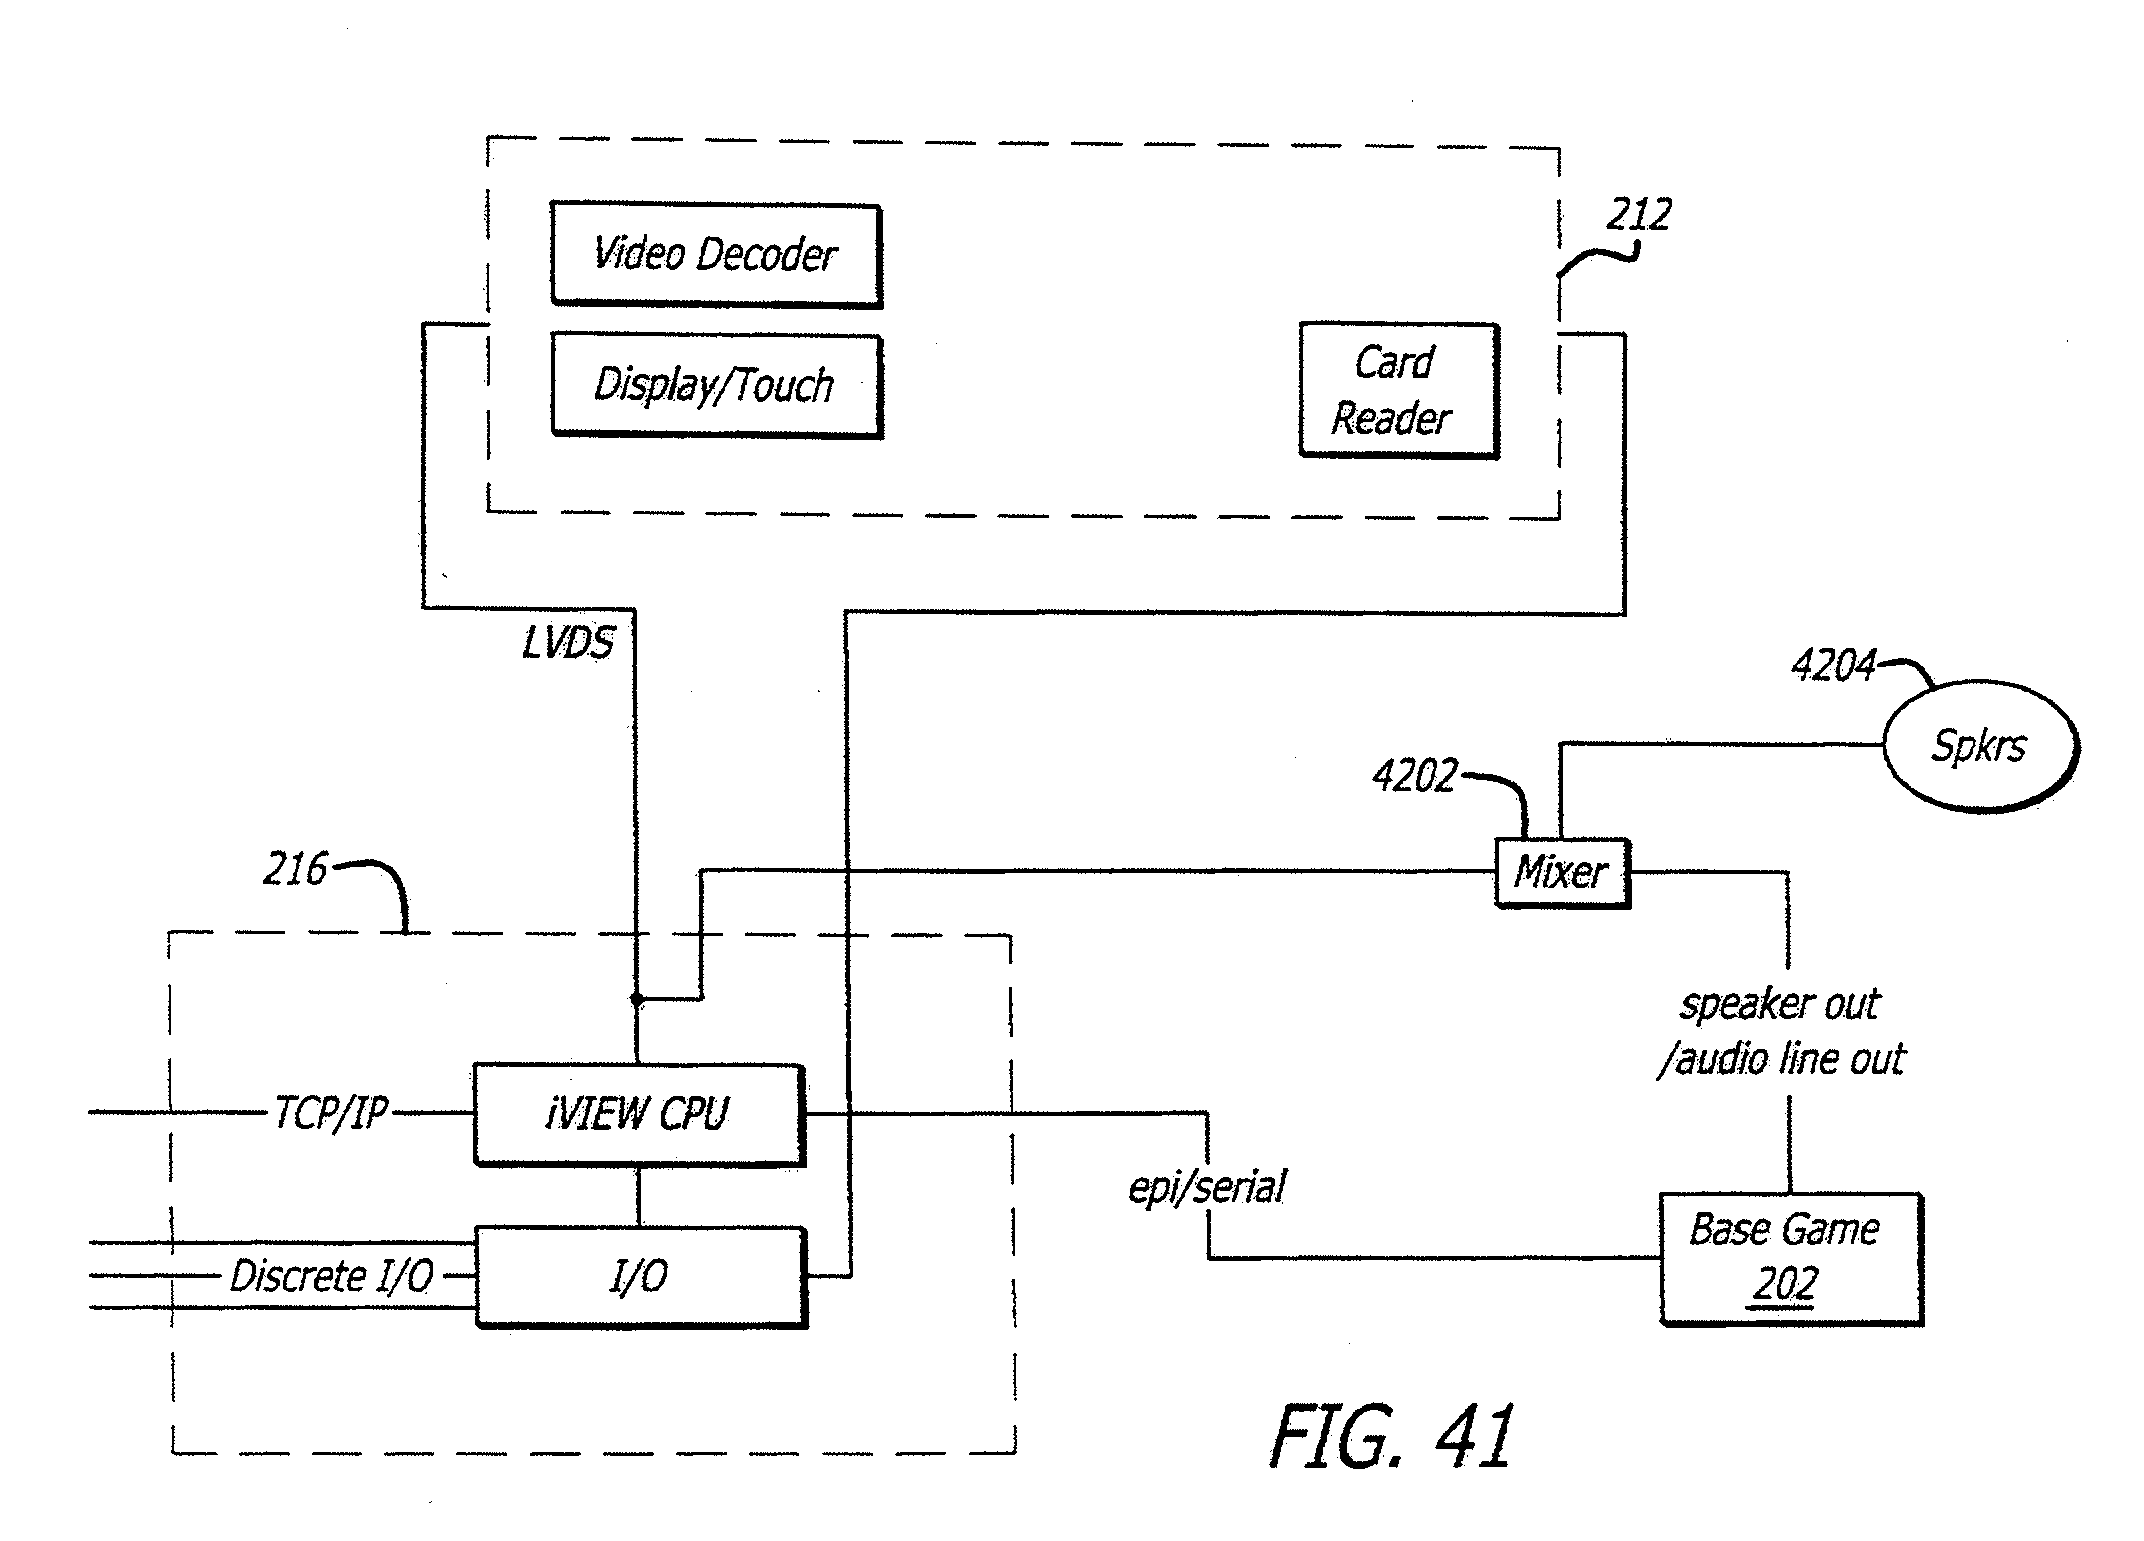 212
Video Decoder
Display/Touch
Card
Reader
LVDS
4204
Spkrs
4202
Mixer
216
speaker out
/audio line out
TCP/IP
iVIEW CPU
epi/serial
Discrete I/O
I/O
Base Game
202
FIG. 41